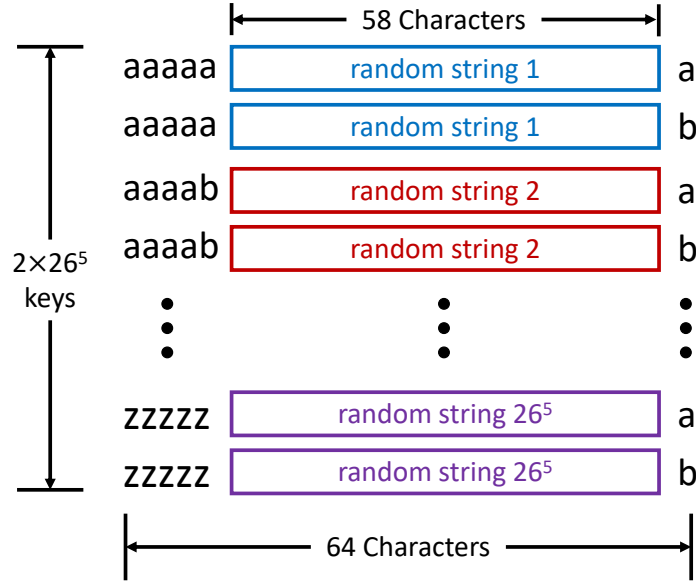 58 Characters
aaaaa random string 1 a
aaaaa random string 1 b
aaaab random string 2 a
aaaab random string 2 b
2×26⁵
keys
zzzzz random string 26⁵ a
zzzzz random string 26⁵ b
64 Characters